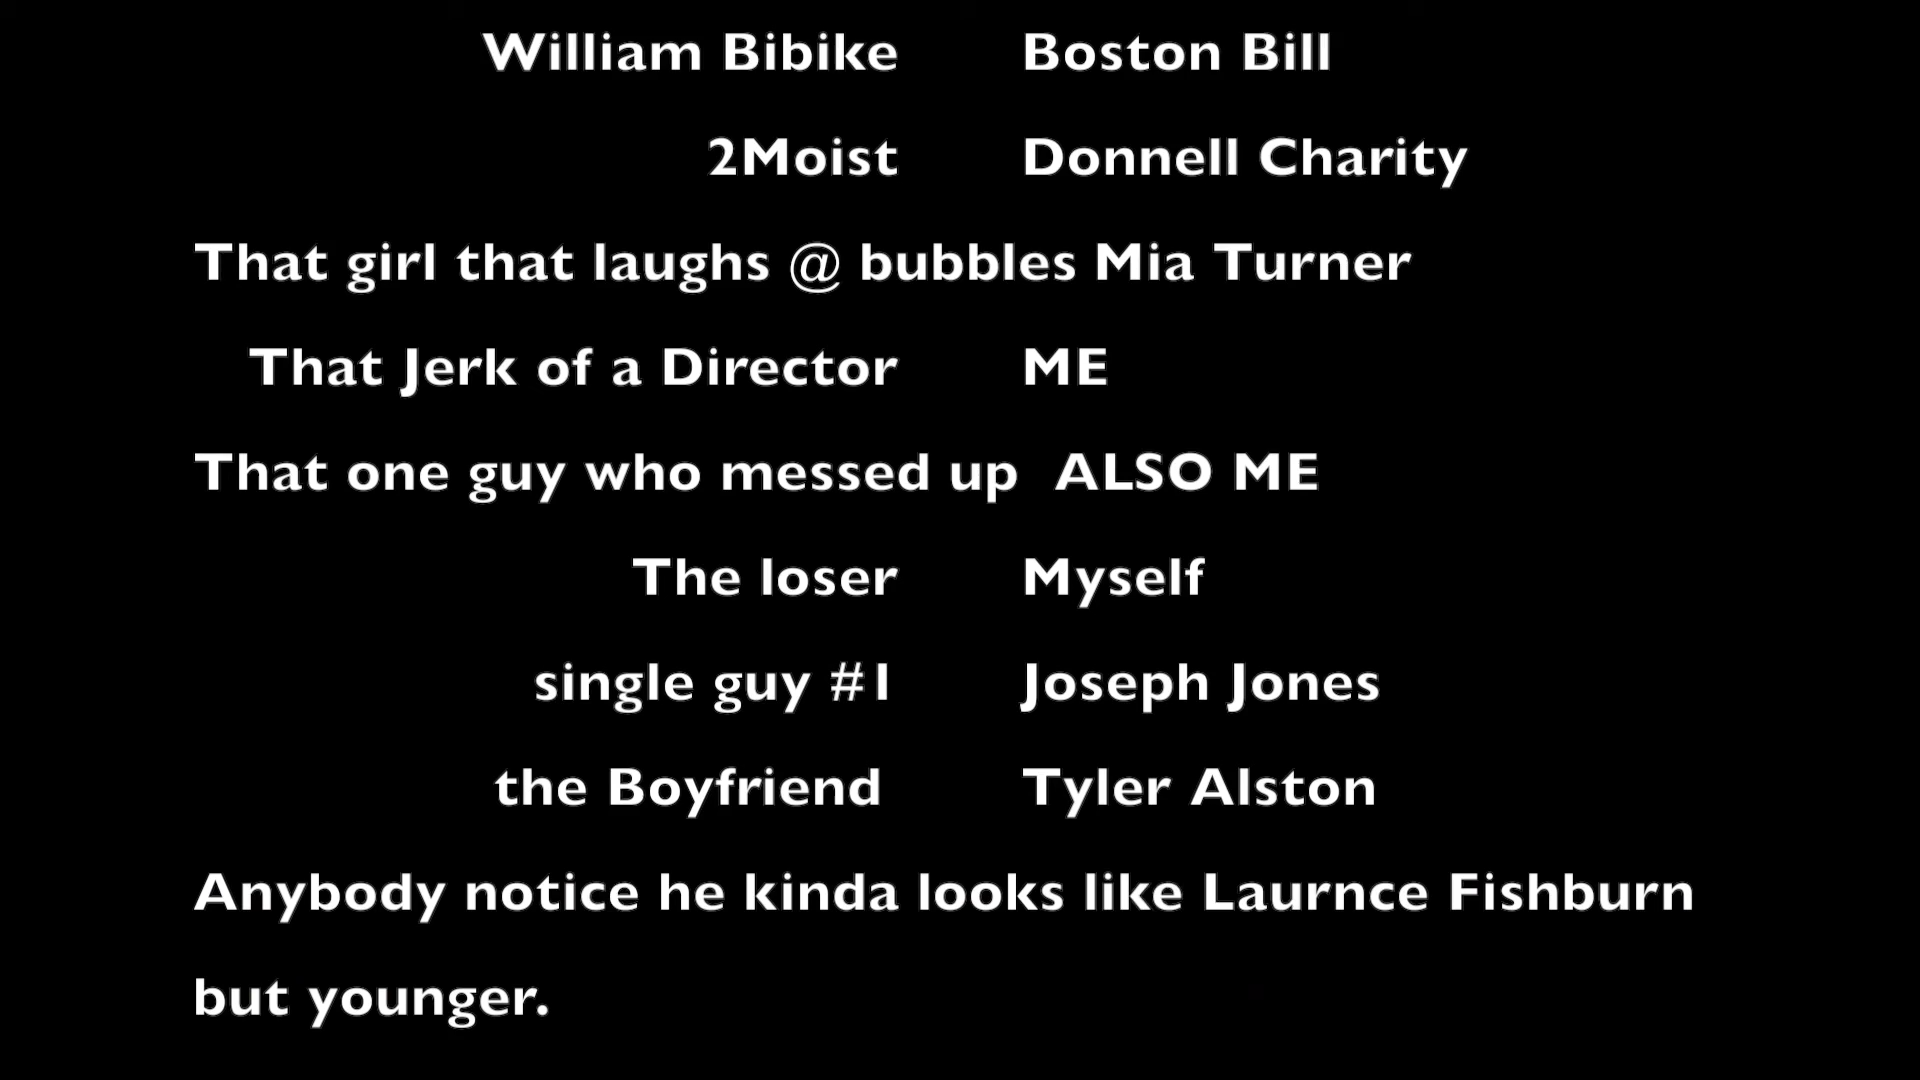 William Bibike Boston Bill
2Moist Donnell Charity
That girl that laughs @ bubbles Mia Turner
That Jerk of a Director ME
That one guy who messed up ALSO ME
The loser Myself
single guy #1 Joseph Jones
the Boyfriend Tyler Alston
Anybody notice he kinda looks like Laurnce Fishburn
but younger.